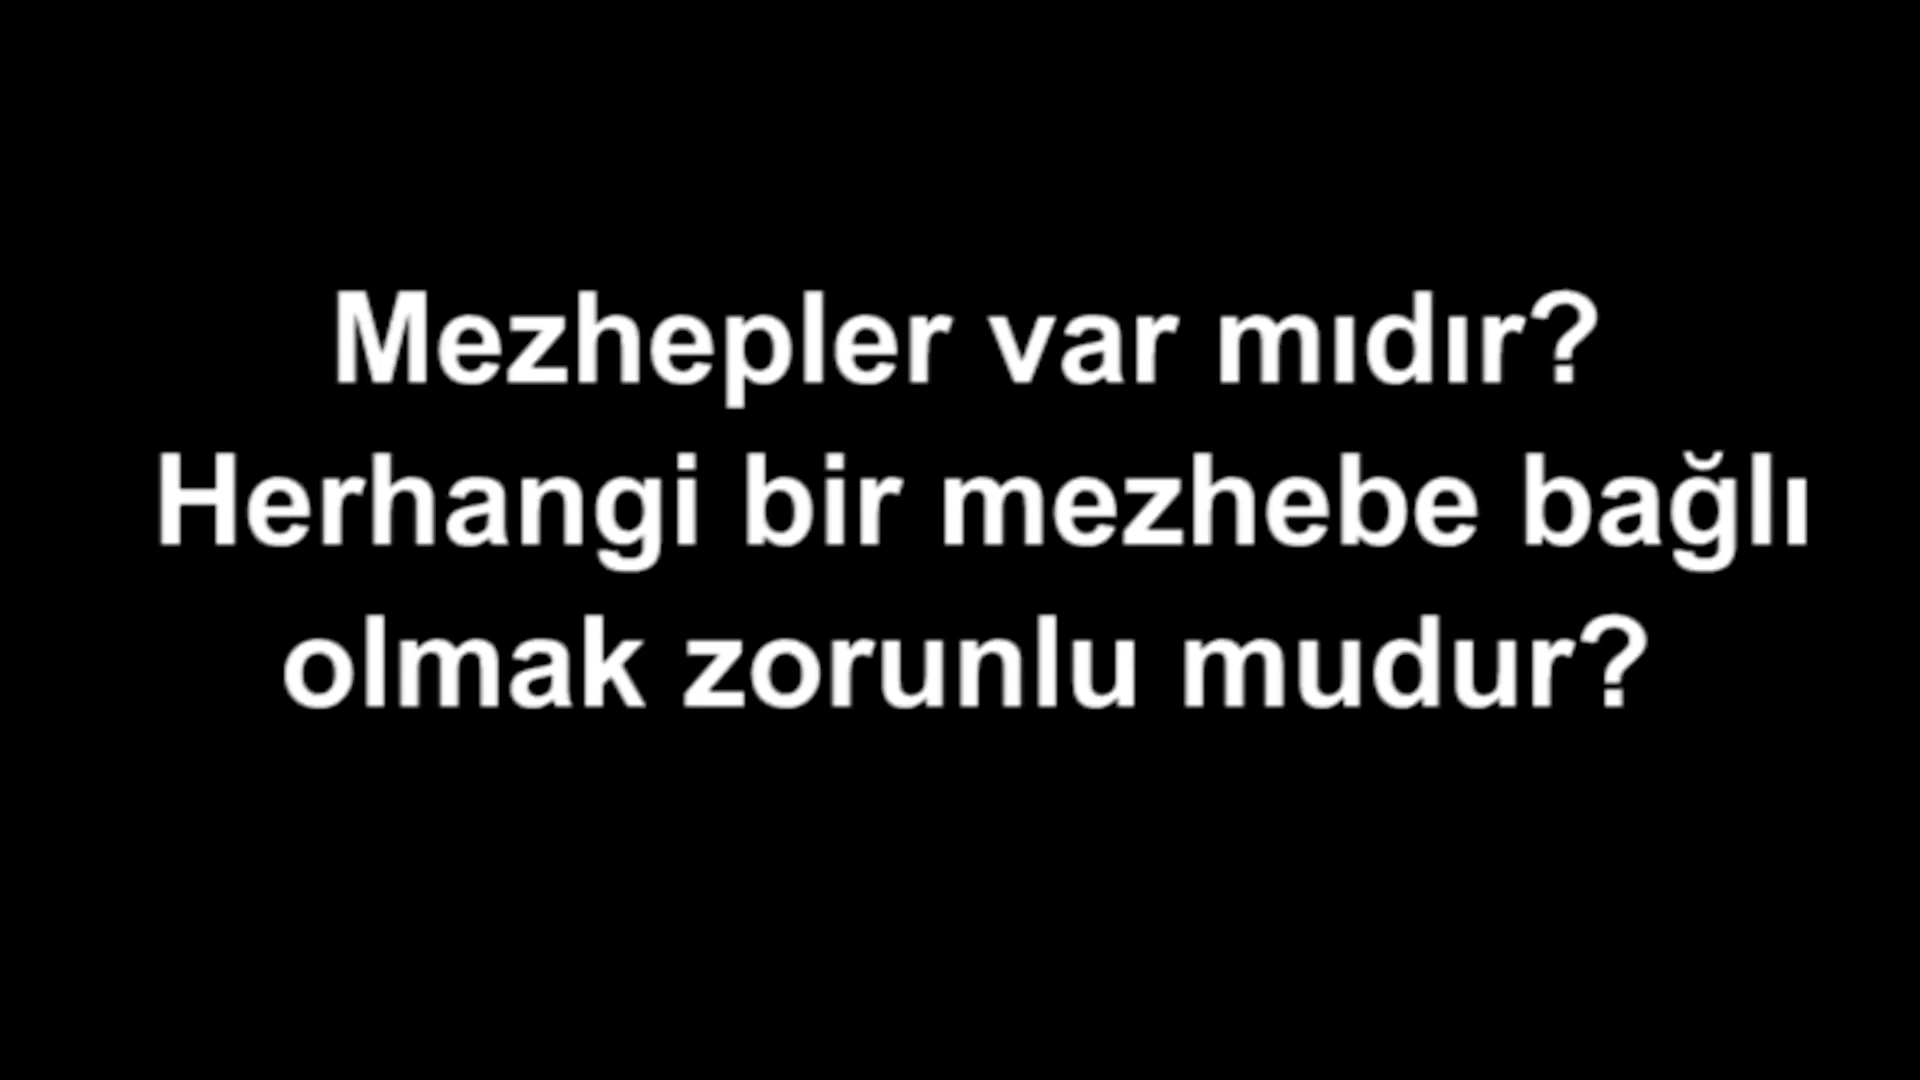 Mezhepler var mıdır?
Herhangi bir mezhebe bağlı
olmak zorunlu mudur?